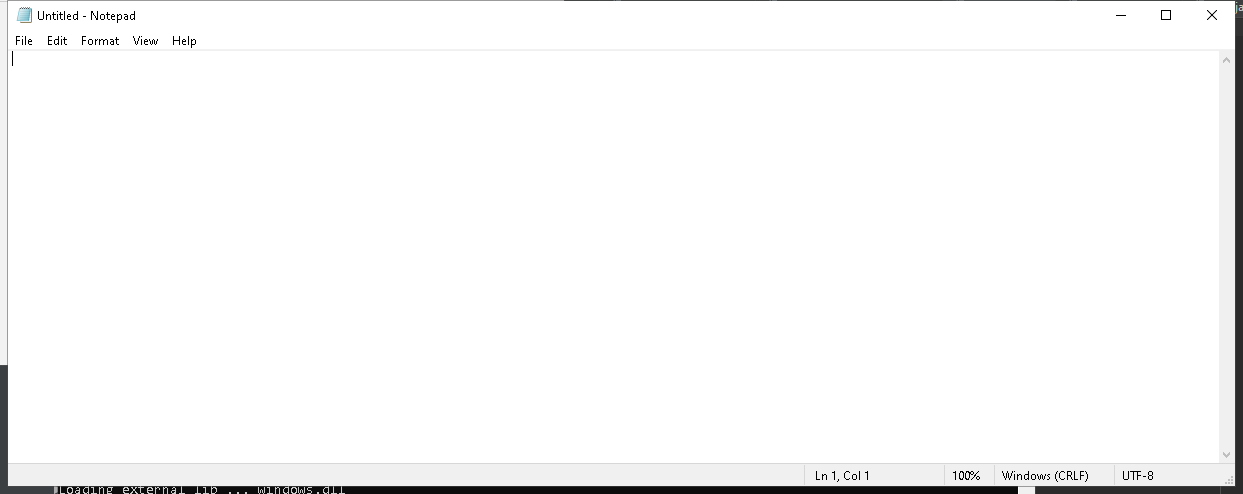 Untitled - Notepad
File Edit Format View Help
Ln 1, Col 1 100% Windows (CRLF) UTF-8
Loading external lib ... windows.dll